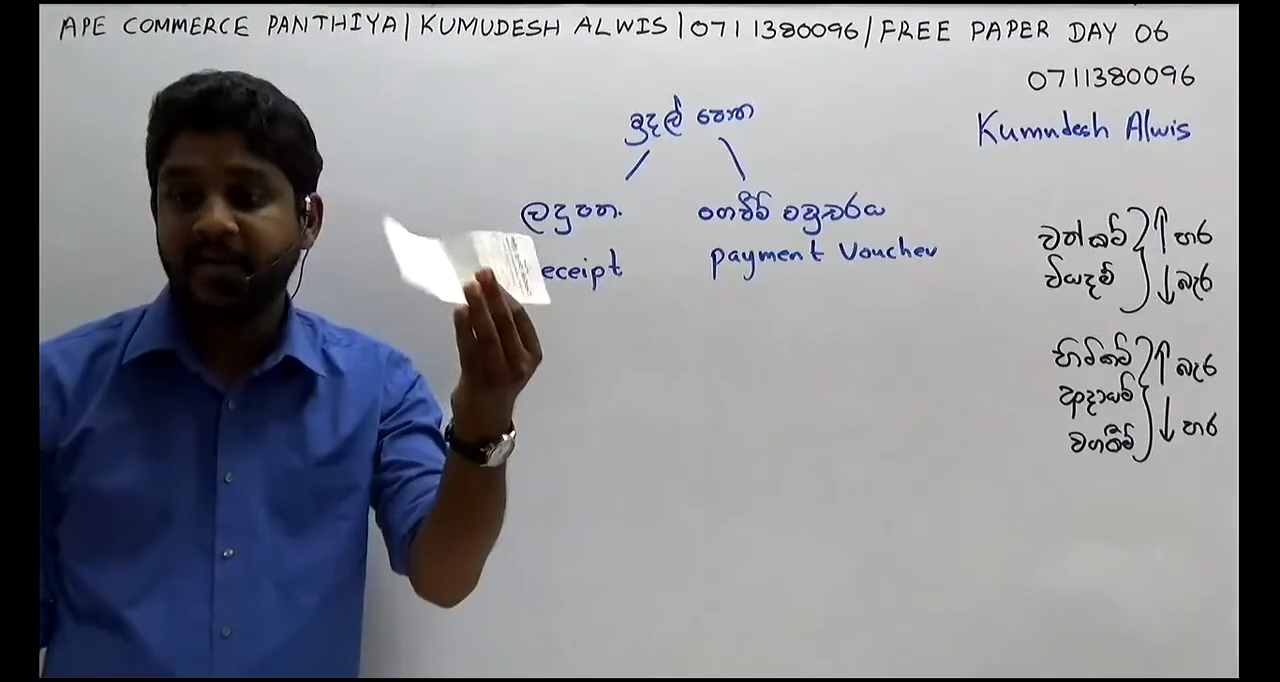 APE COMMERCE PANTHIYA | KUMUDESH ALWIS | 0711380096 / FREE PAPER DAY 06
0711380096
Kumudesh Alwis
මුදල් පොත
ලදුපත. ගෙවීම් වවුචරය
eceipt payment Voucher
වත්කම් ↑ හර
වියදම් ↓ බැර
හිමිකම් ↑ බැර
ආදායම්
වගකීම් ↓ හර